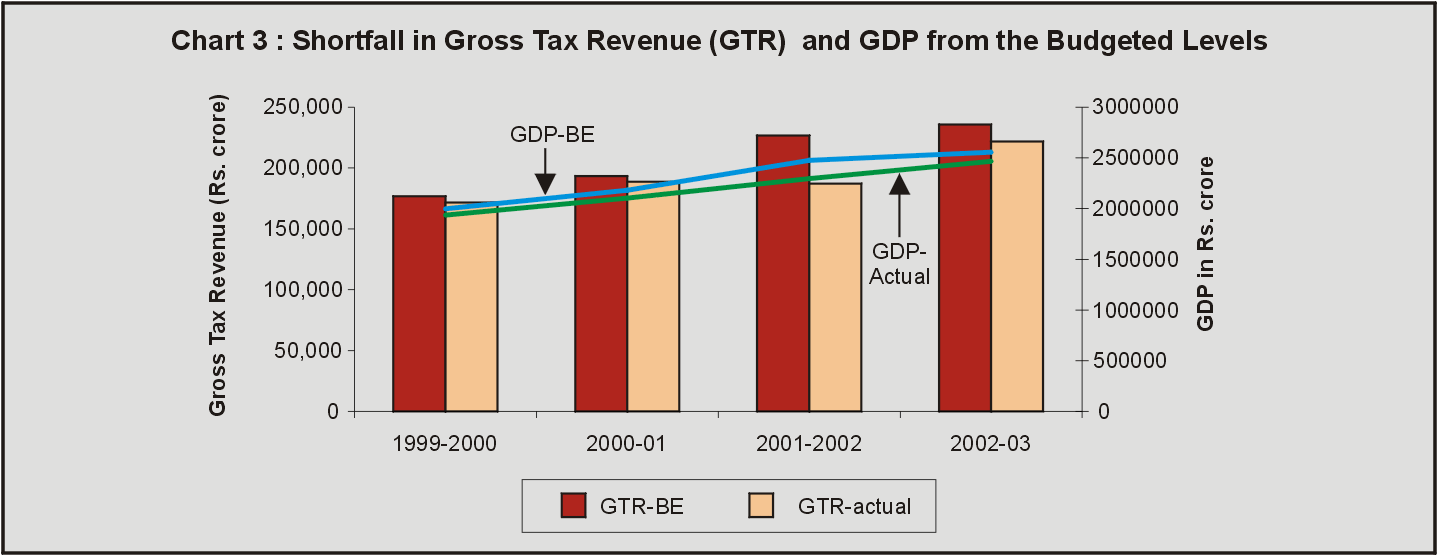 Chart 3 : Shortfall in Gross Tax Revenue (GTR) and GDP from the Budgeted Levels
Gross Tax Revenue (Rs. crore)
250,000
200,000
150,000
100,000
50,000
0
GDP-BE
GDP-
Actual
3000000
2500000
2000000
1500000
1000000
500000
0
GDP in Rs. crore
1999-2000
2000-01
2001-2002
2002-03
GTR-BE
GTR-actual